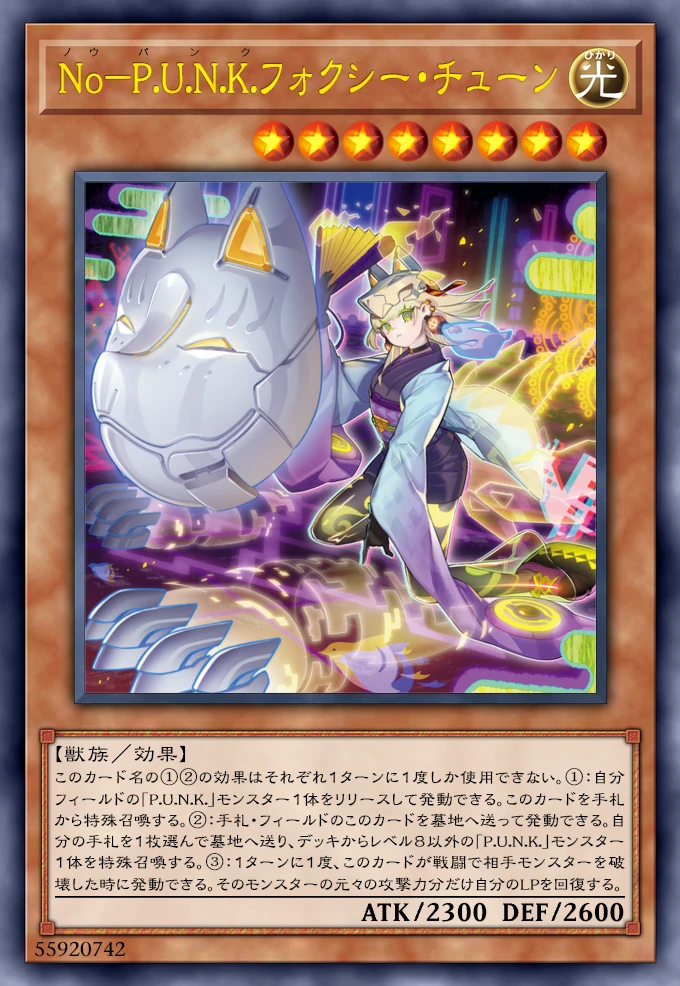 ノウ パンク
No－P.U.N.K.フォクシー・チューン
ひかり
光
【獣族／効果】
このカード名の①②の効果はそれぞれ1ターンに1度しか使用できない。①：自分
フィールドの「P.U.N.K.」モンスター1体をリリースして発動できる。このカードを手札
から特殊召喚する。②：手札・フィールドのこのカードを墓地へ送って発動できる。自
分の手札を1枚選んで墓地へ送り、デッキからレベル8以外の「P.U.N.K.」モンスター
1体を特殊召喚する。③：1ターンに1度、このカードが戦闘で相手モンスターを破
壊した時に発動できる。そのモンスターの元々の攻撃力分だけ自分のLPを回復する。
ATK/2300 DEF/2600
55920742